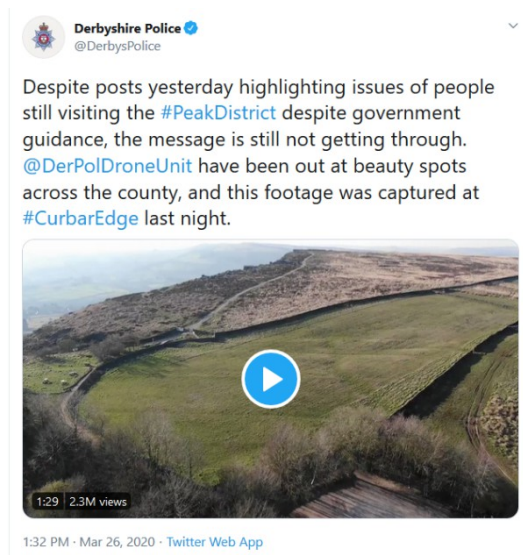 Derbyshire Police
@DerbysPolice
Despite posts yesterday highlighting issues of people
still visiting the #PeakDistrict despite government
guidance, the message is still not getting through.
@DerPolDroneUnit have been out at beauty spots
across the county, and this footage was captured at
#CurbarEdge last night.
1:29 2.3M views
1:32 PM · Mar 26, 2020 · Twitter Web App